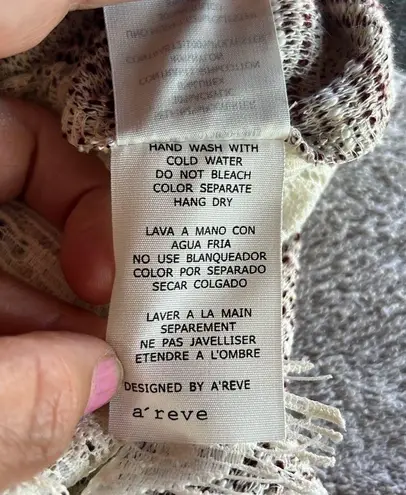 HAND WASH WITH
COLD WATER
DO NOT BLEACH
COLOR SEPARATE
HANG DRY
LAVA A MANO CON
AGUA FRIA
NO USE BLANQUEADOR
COLOR POR SEPARADO
SECAR COLGADO
LAVER A LA MAIN
SEPAREMENT
NE PAS JAVELLISER
ETENDRE A L'OMBRE
DESIGNED BY A'REVE
a´reve